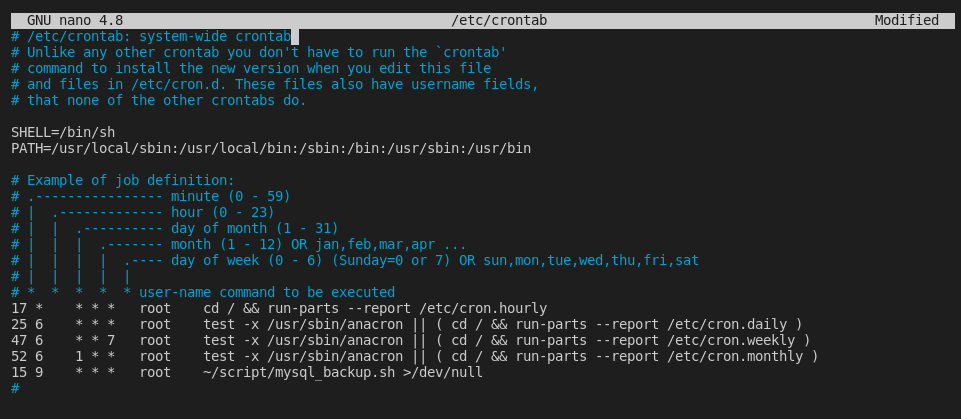 GNU nano 4.8 /etc/crontab Modified
# /etc/crontab: system-wide crontab
# Unlike any other crontab you don't have to run the `crontab'
# command to install the new version when you edit this file
# and files in /etc/cron.d. These files also have username fields,
# that none of the other crontabs do.

SHELL=/bin/sh
PATH=/usr/local/sbin:/usr/local/bin:/sbin:/bin:/usr/sbin:/usr/bin

# Example of job definition:
# .---------------- minute (0 - 59)
# |  .------------- hour (0 - 23)
# |  |  .---------- day of month (1 - 31)
# |  |  |  .------- month (1 - 12) OR jan,feb,mar,apr ...
# |  |  |  |  .---- day of week (0 - 6) (Sunday=0 or 7) OR sun,mon,tue,wed,thu,fri,sat
# |  |  |  |  |
# *  *  *  *  * user-name command to be executed
17 *    * * *   root    cd / && run-parts --report /etc/cron.hourly
25 6    * * *   root    test -x /usr/sbin/anacron || ( cd / && run-parts --report /etc/cron.daily )
47 6    * * 7   root    test -x /usr/sbin/anacron || ( cd / && run-parts --report /etc/cron.weekly )
52 6    1 * *   root    test -x /usr/sbin/anacron || ( cd / && run-parts --report /etc/cron.monthly )
15 9    * * *   root    ~/script/mysql_backup.sh >/dev/null
#